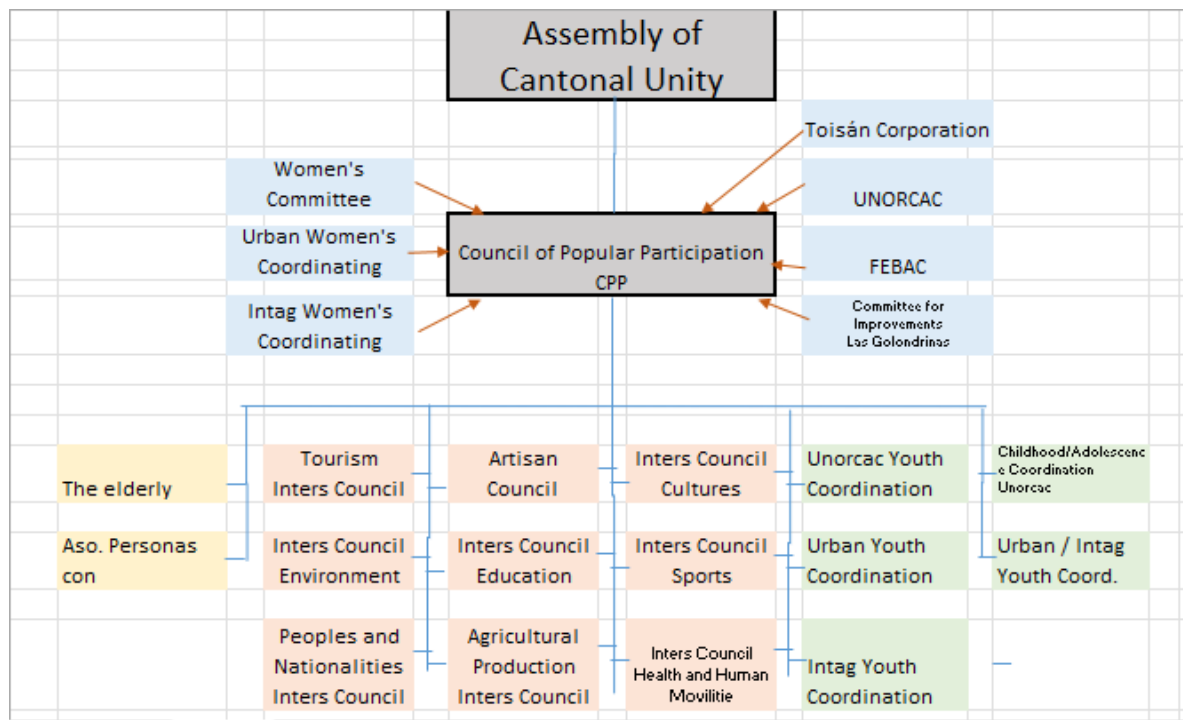 Assembly of
Cantonal Unity
Toisán Corporation
Women's
Committee
UNORCAC
Urban Women's
Coordinating
Council of Popular Participation
CPP
FEBAC
Intag Women's
Coordinating
Committee for
Improvements
Las Golondrinas
The elderly
Tourism
Inters Council
Artisan
Council
Inters Council
Cultures
Unorcac Youth
Coordination
Childhood/Adolescenc
e Coordination
Unorcac
Aso. Personas
con
Inters Council
Environment
Inters Council
Education
Inters Council
Sports
Urban Youth
Coordination
Urban / Intag
Youth Coord.
Peoples and
Nationalities
Inters Council
Agricultural
Production
Inters Council
Inters Council
Health and Human
Movilitie
Intag Youth
Coordination